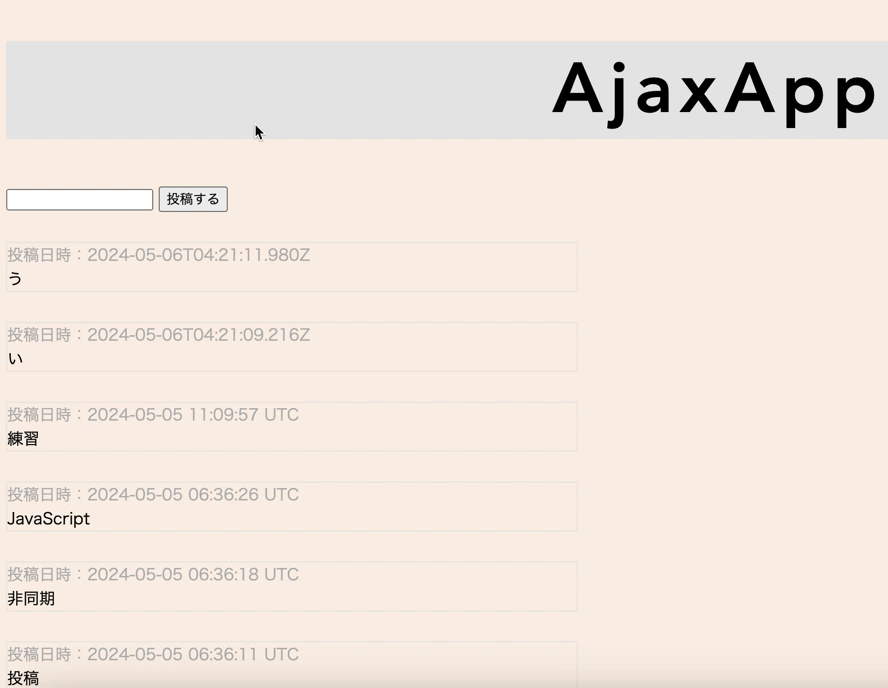 AjaxApp
投稿する
投稿日時：2024-05-06T04:21:11.980Z
う
投稿日時：2024-05-06T04:21:09.216Z
い
投稿日時：2024-05-05 11:09:57 UTC
練習
投稿日時：2024-05-05 06:36:26 UTC
JavaScript
投稿日時：2024-05-05 06:36:18 UTC
非同期
投稿日時：2024-05-05 06:36:11 UTC
投稿